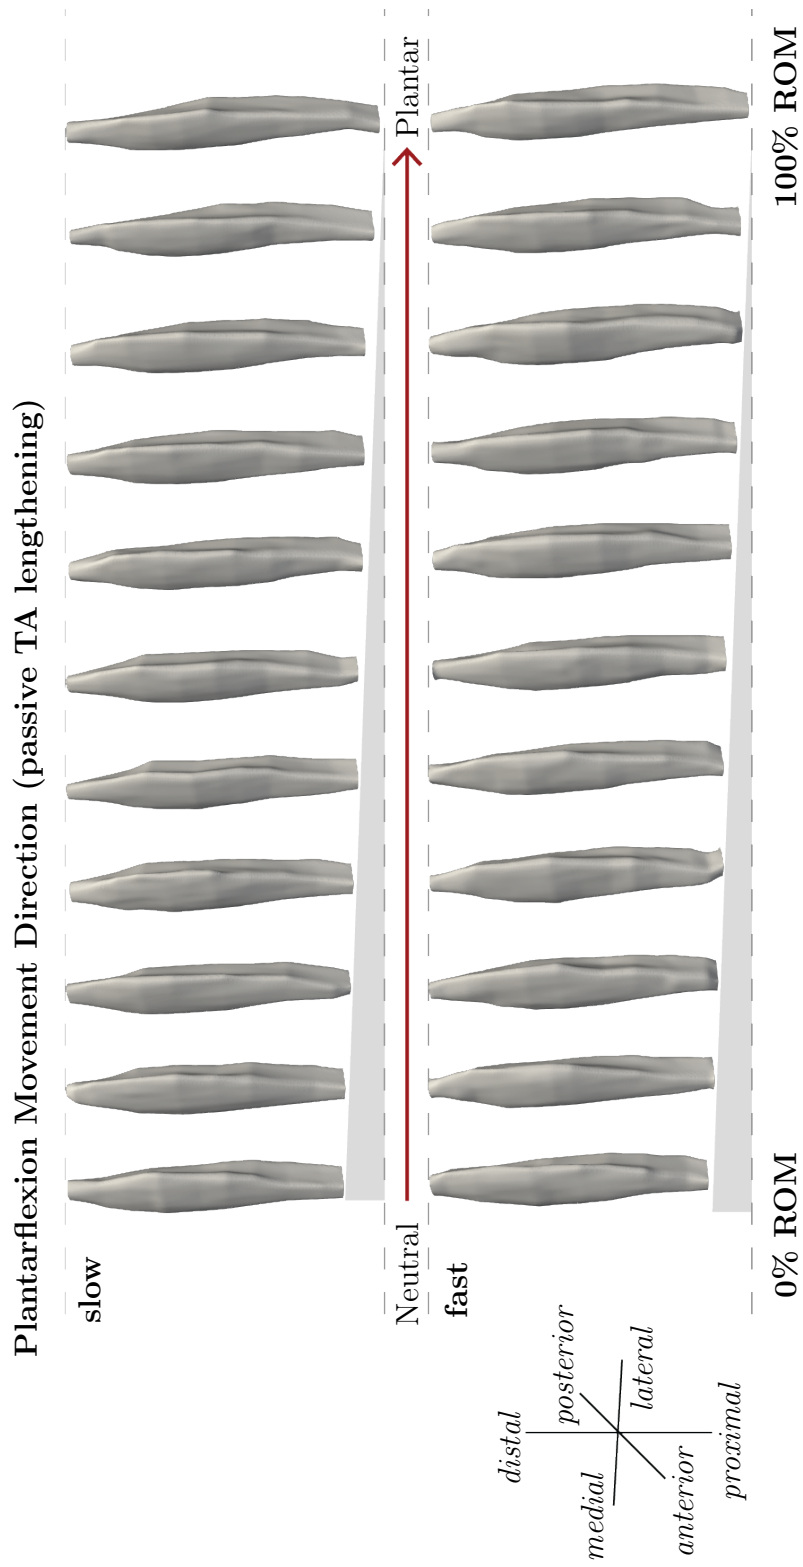 Plantarflexion Movement Direction (passive TA lengthening)
slow
Neutral
Plantar
fast
0% ROM
100% ROM
distal
posterior
lateral
medial
anterior
proximal